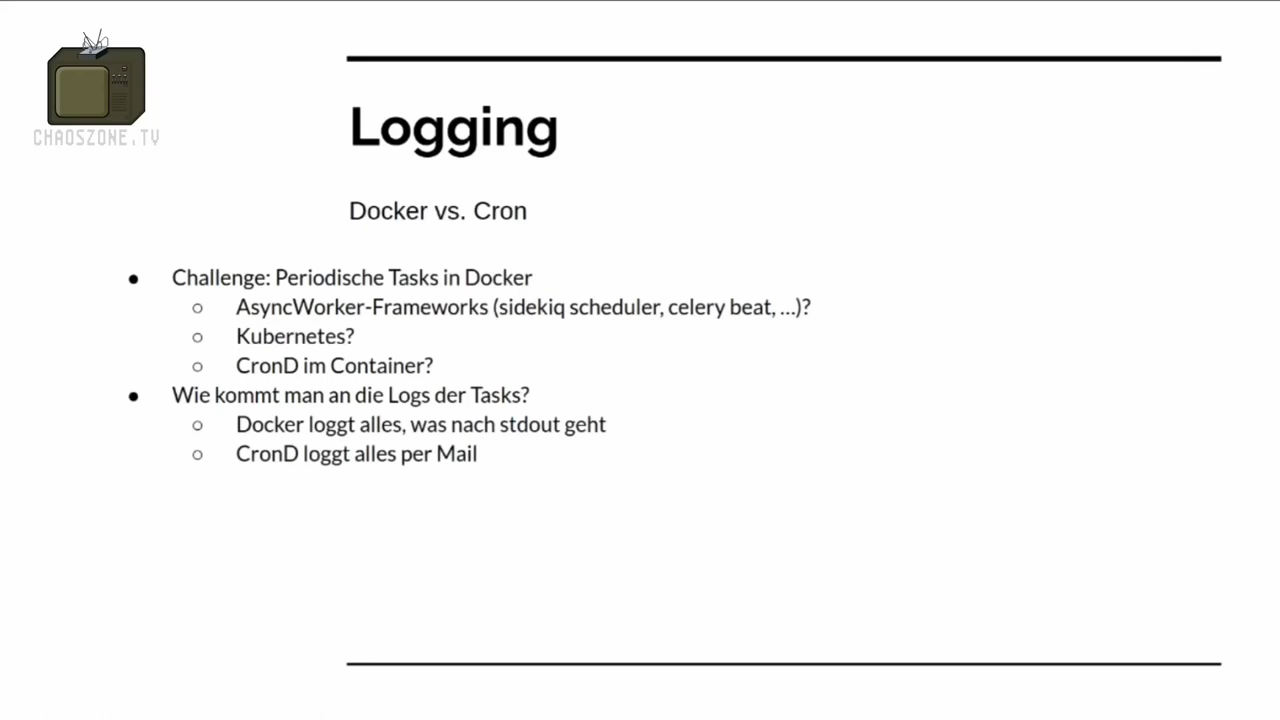 CHAOSZONE.TV
Logging
Docker vs. Cron
● Challenge: Periodische Tasks in Docker
○ AsyncWorker-Frameworks (sidekiq scheduler, celery beat, ...)?
○ Kubernetes?
○ CronD im Container?
● Wie kommt man an die Logs der Tasks?
○ Docker loggt alles, was nach stdout geht
○ CronD loggt alles per Mail